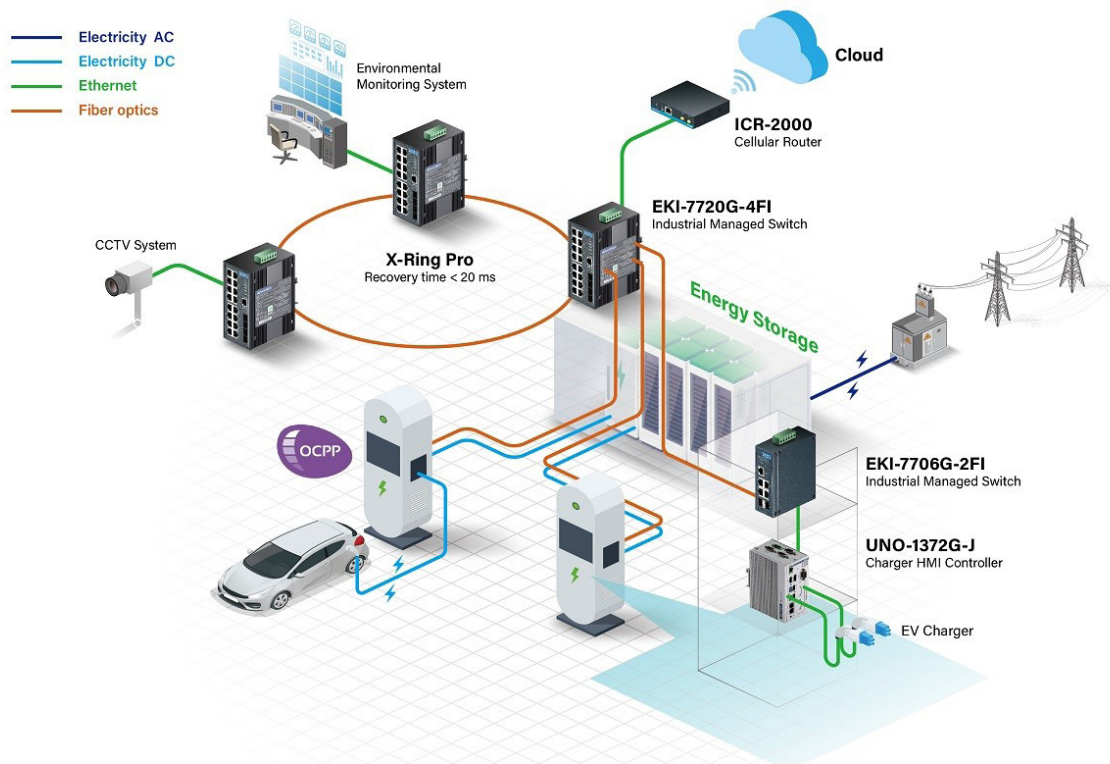 Electricity AC
Electricity DC
Ethernet
Fiber optics
Environmental
Monitoring System
Cloud
ICR-2000
Cellular Router
EKI-7720G-4FI
Industrial Managed Switch
CCTV System
X-Ring Pro
Recovery time < 20 ms
Energy Storage
OCPP
EKI-7706G-2FI
Industrial Managed Switch
UNO-1372G-J
Charger HMI Controller
EV Charger